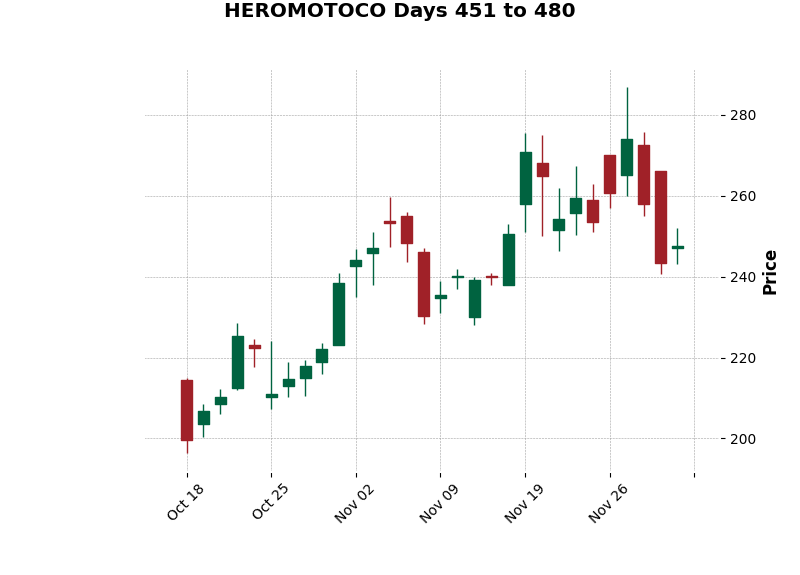 HEROMOTOCO Days 451 to 480
280
260
240
220
200
Price
Oct 18
Oct 25
Nov 02
Nov 09
Nov 19
Nov 26